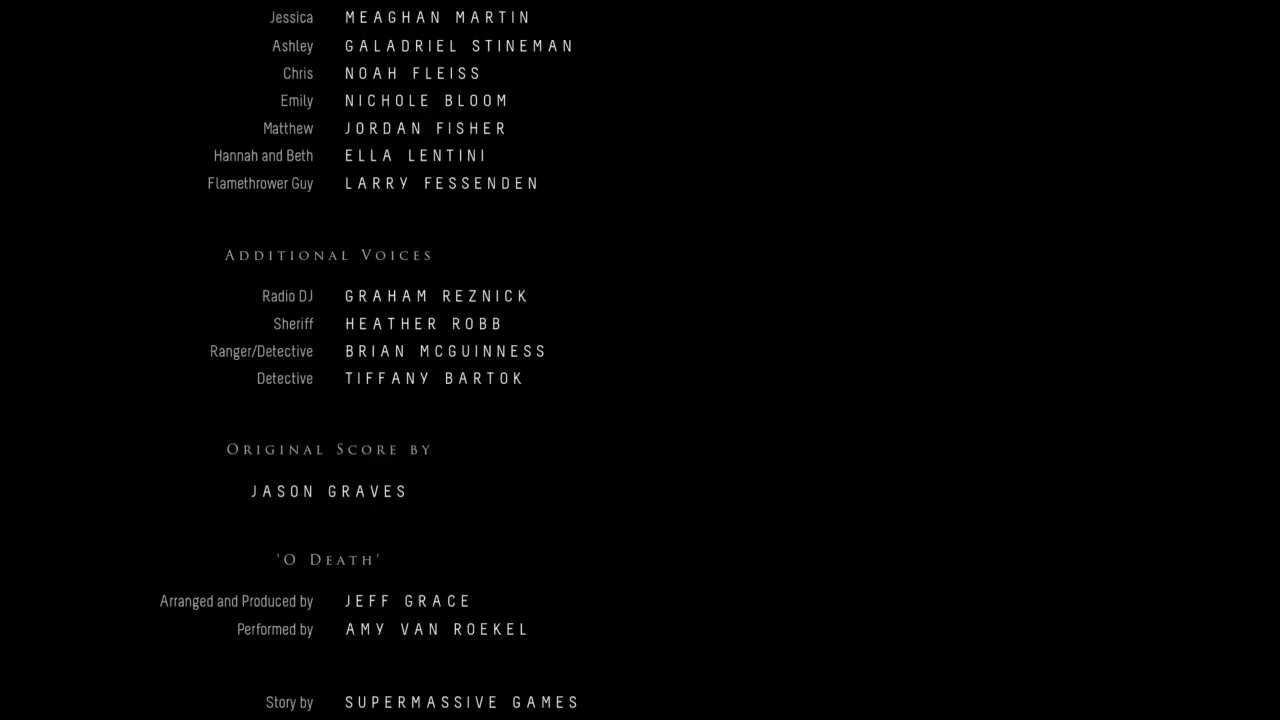 Jessica MEAGHAN MARTIN
Ashley GALADRIEL STINEMAN
Chris NOAH FLEISS
Emily NICHOLE BLOOM
Matthew JORDAN FISHER
Hannah and Beth ELLA LENTINI
Flamethrower Guy LARRY FESSENDEN
Additional Voices
Radio DJ GRAHAM REZNICK
Sheriff HEATHER ROBB
Ranger/Detective BRIAN MCGUINNESS
Detective TIFFANY BARTOK
Original Score by
JASON GRAVES
'O Death'
Arranged and Produced by JEFF GRACE
Performed by AMY VAN ROEKEL
Story by SUPERMASSIVE GAMES